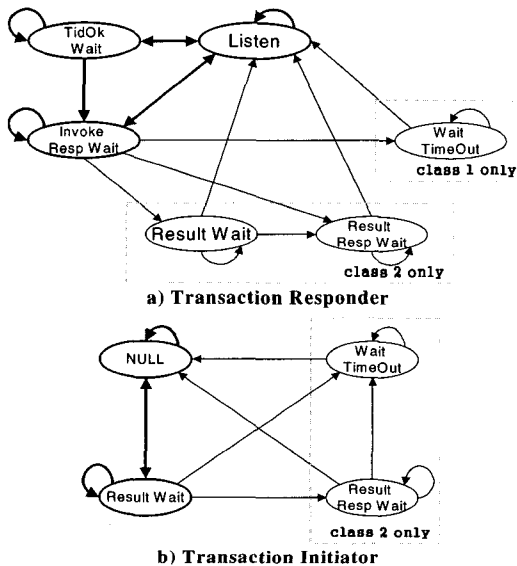 TidOk
Wait
Listen
Invoke
Resp Wait
Wait
TimeOut
class 1 only
Result Wait
Result
Resp Wait
class 2 only
a) Transaction Responder
NULL
Wait
TimeOut
Result Wait
Result
Resp Wait
class 2 only
b) Transaction Initiator